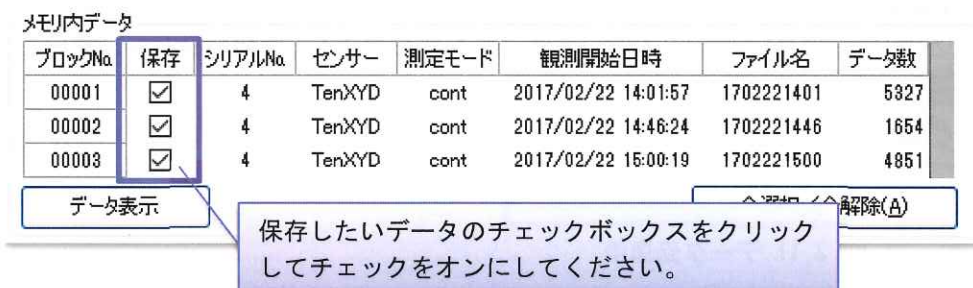 メモリ内データ
ブロックNo. 保存 シリアルNo. センサー 測定モード 観測開始日時 ファイル名 データ数
00001 ☑ 4 TenXYD cont 2017/02/22 14:01:57 1702221401 5327
00002 ☑ 4 TenXYD cont 2017/02/22 14:46:24 1702221446 1654
00003 ☑ 4 TenXYD cont 2017/02/22 15:00:19 1702221500 4851
データ表示 解除(A)
保存したいデータのチェックボックスをクリック
してチェックをオンにしてください。